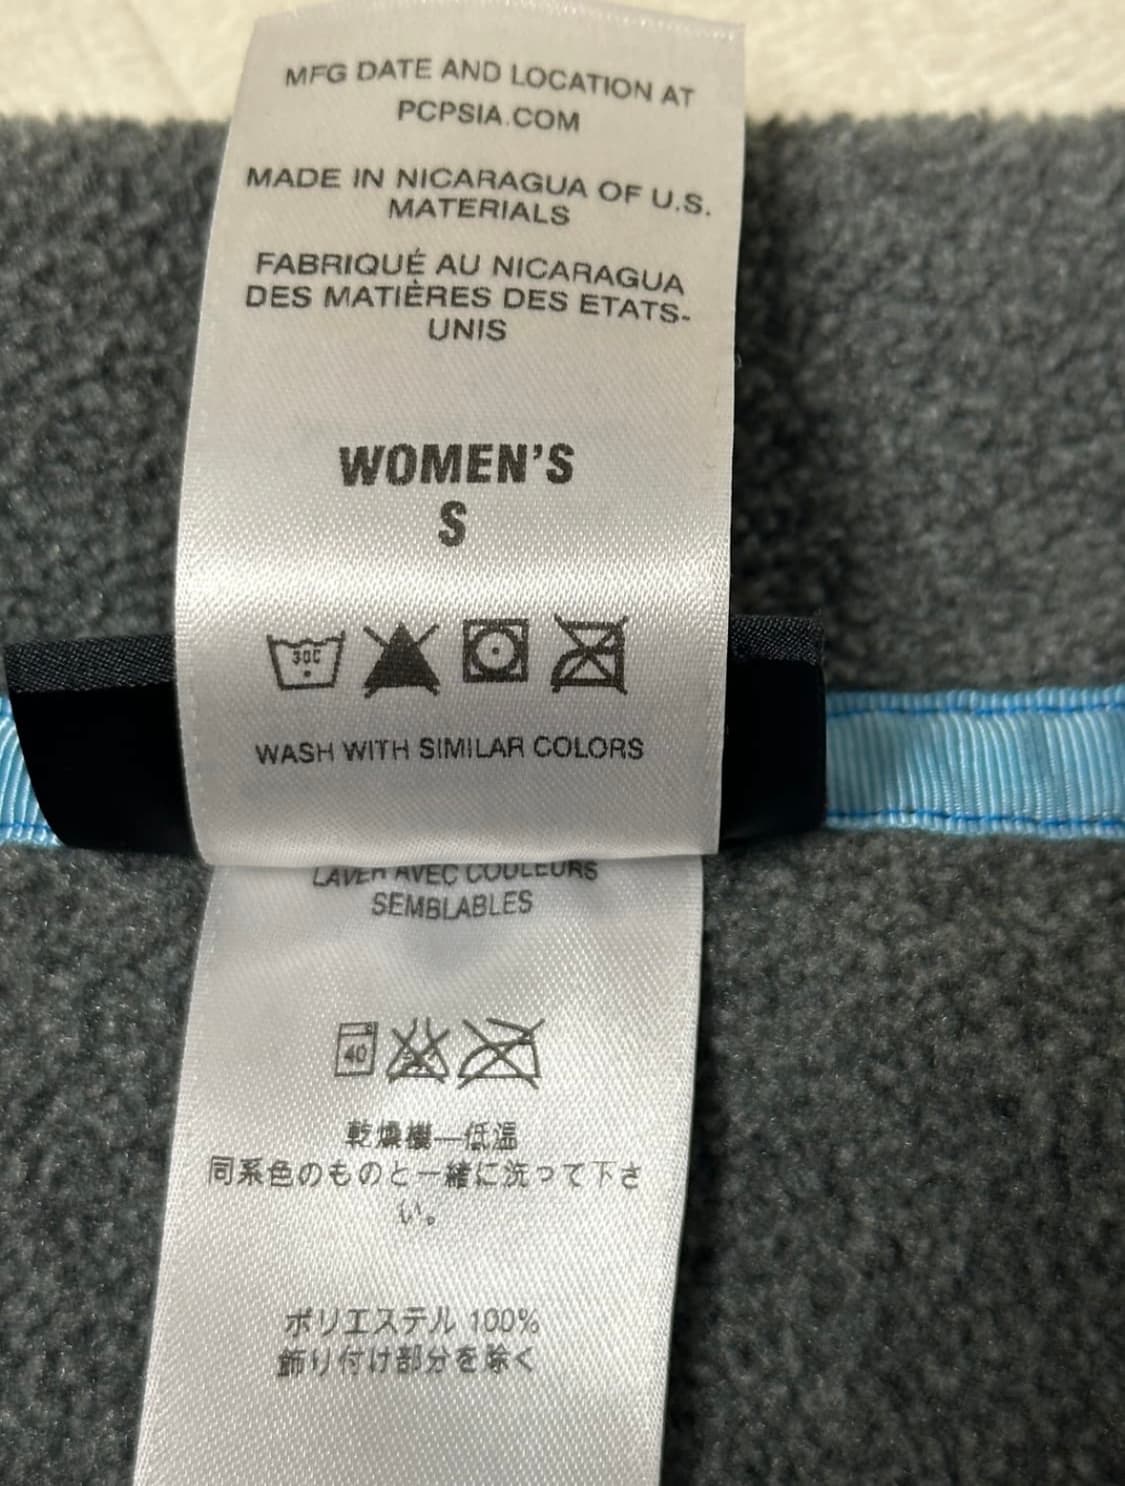 MFG DATE AND LOCATION AT
PCPSIA.COM
MADE IN NICARAGUA OF U.S.
MATERIALS
FABRIQUÉ AU NICARAGUA
DES MATIÈRES DES ETATS-
UNIS
WOMEN'S
S
30C
WASH WITH SIMILAR COLORS
LAVER AVEC COULEURS
SEMBLABLES
40
乾燥機—低温
同系色のものと一緒に洗って下さ
い。
ポリエステル 100%
飾り付け部分を除く